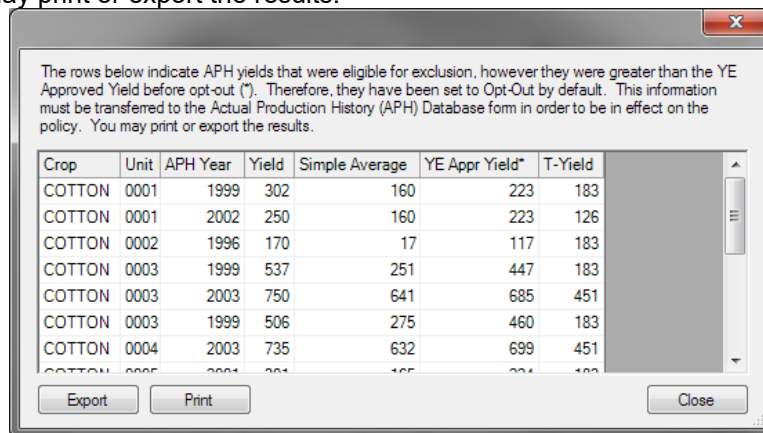 The rows below indicate APH yields that were eligible for exclusion, however they were greater than the YE
Approved Yield before opt-out (*).  Therefore, they have been set to Opt-Out by default.  This information
must be transferred to the Actual Production History (APH) Database form in order to be in effect on the
policy.  You may print or export the results.
Crop Unit APH Year Yield Simple Average YE Appr Yield* T-Yield
COTTON 0001 1999 302 160 223 183
COTTON 0001 2002 250 160 223 126
COTTON 0002 1996 170 17 117 183
COTTON 0003 1999 537 251 447 183
COTTON 0003 2003 750 641 685 451
COTTON 0003 1999 506 275 460 183
COTTON 0004 2003 735 632 699 451
Export Print Close